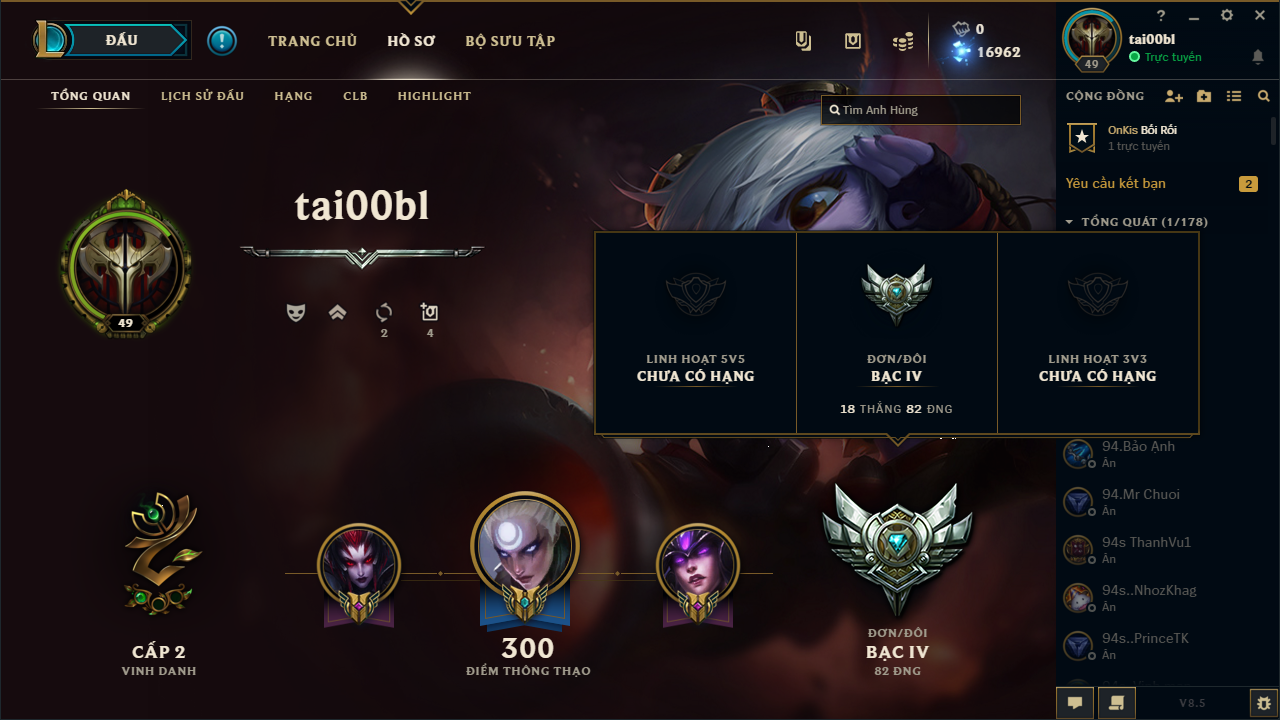 ĐẤU
TRANG CHỦ
HỒ SƠ
BỘ SƯU TẬP
0
16962
tai00bl
Trực tuyến
49
TỔNG QUAN
LỊCH SỬ ĐẤU
HẠNG
CLB
HIGHLIGHT
Tìm Anh Hùng
CỘNG ĐỒNG
OnKis Bối Rối
1 trực tuyến
Yêu cầu kết bạn
2
TỔNG QUÁT (1/178)
tai00bl
49
2
4
LINH HOẠT 5V5
CHƯA CÓ HẠNG
ĐƠN/ĐÔI
BẠC IV
18 THẮNG 82 ĐNG
LINH HOẠT 3V3
CHƯA CÓ HẠNG
94.Bảo Anh
Ẩn
94.Mr Chuoi
Ẩn
94s ThanhVu1
Ẩn
94s..NhozKhag
Ẩn
94s..PrinceTK
Ẩn
CẤP 2
VINH DANH
300
ĐIỂM THÔNG THẠO
ĐƠN/ĐÔI
BẠC IV
82 ĐNG
V8.5